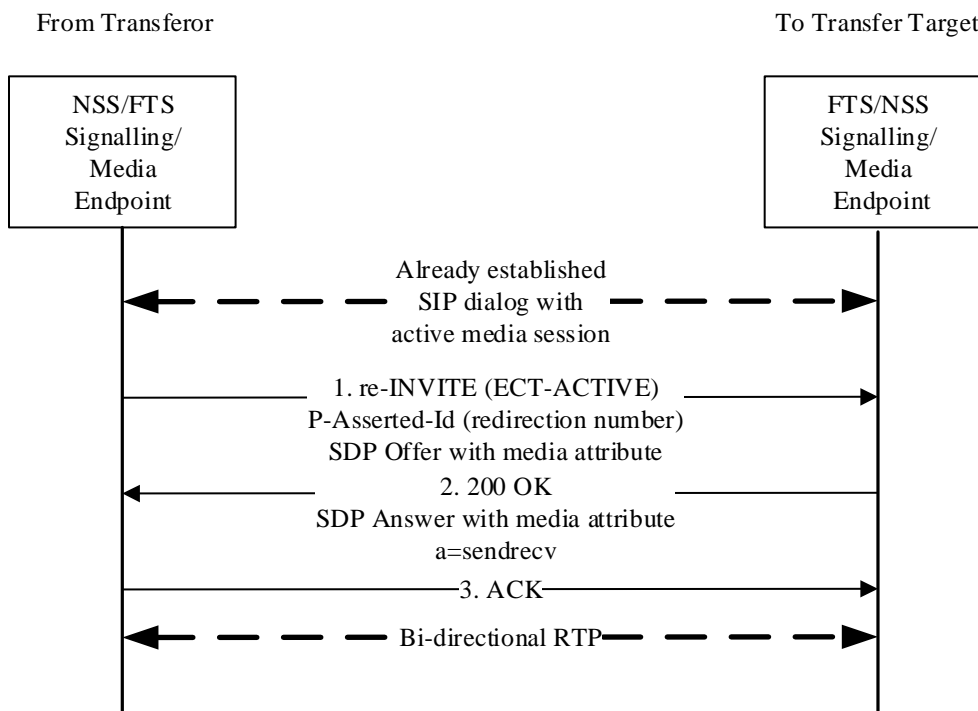 From Transferor
To Transfer Target
NSS/FTS
Signalling/
Media
Endpoint
FTS/NSS
Signalling/
Media
Endpoint
Already established
SIP dialog with
active media session
1. re-INVITE (ECT-ACTIVE)
P-Asserted-Id (redirection number)
SDP Offer with media attribute
2. 200 OK
SDP Answer with media attribute
a=sendrecv
3. ACK
Bi-directional RTP